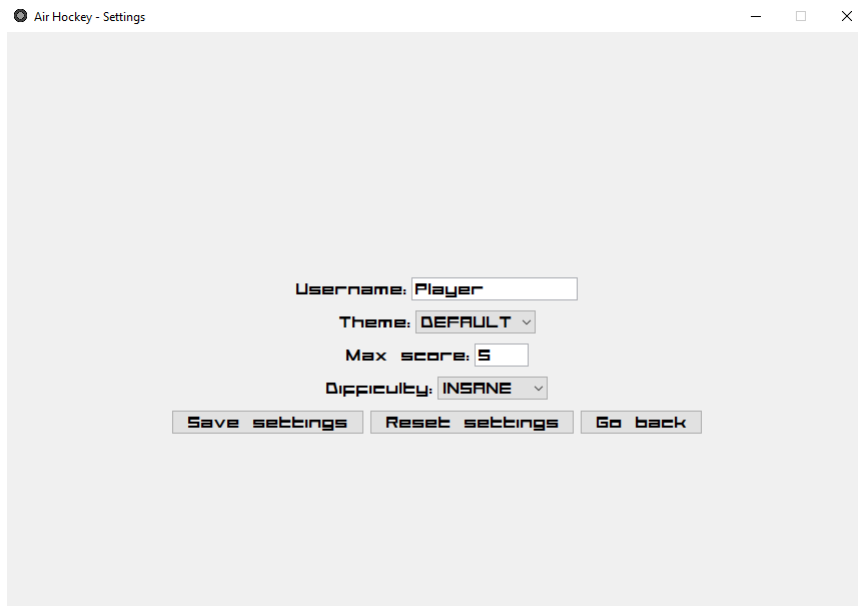 Air Hockey - Settings
Username: Player
Theme: DEFAULT
Max score: 5
Difficulty: INSANE
Save settings Reset settings Go back